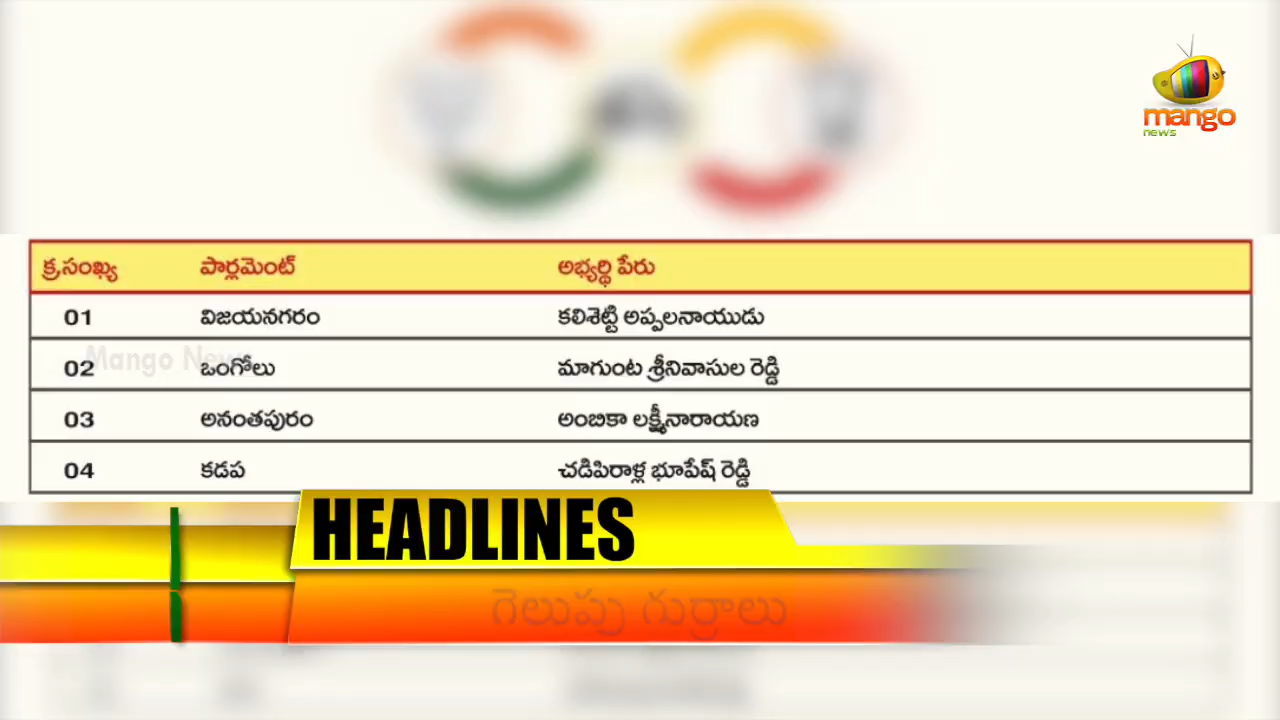 mango
news
క్ర.సంఖ్య పార్లమెంట్ అభ్యర్థి పేరు
01 విజయనగరం కలిశెట్టి అప్పలనాయుడు
Mango News
02 ఒంగోలు మాగుంట శ్రీనివాసుల రెడ్డి
03 అనంతపురం అంబికా లక్ష్మీనారాయణ
04 కడప చడిపిరాళ్ల భూపేష్ రెడ్డి
HEADLINES
గెలుపు గుర్రాలు